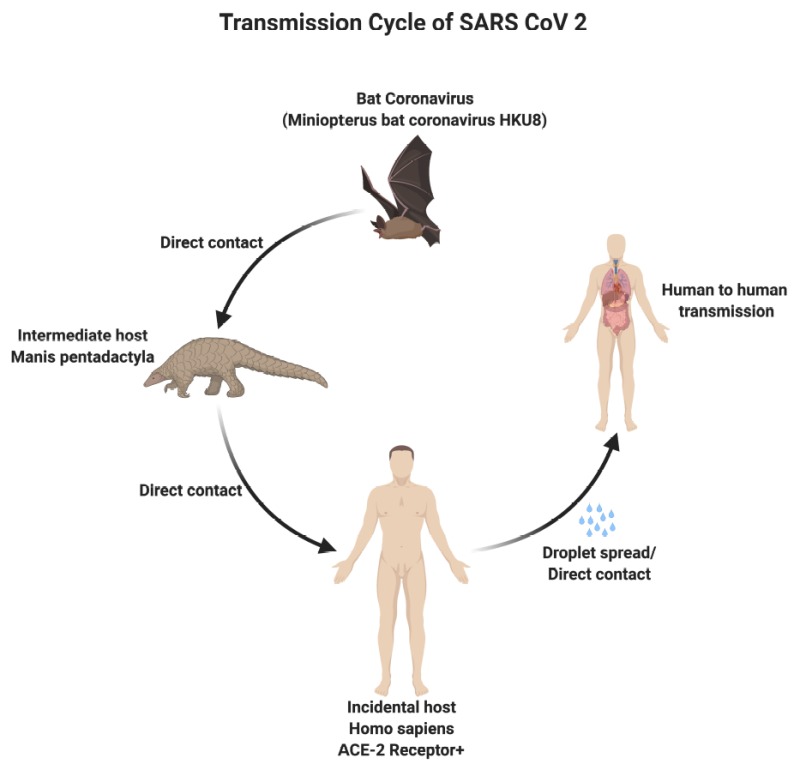 Transmission Cycle of SARS CoV 2
Bat Coronavirus
(Miniopterus bat coronavirus HKU8)
Direct contact
Intermediate host
Manis pentadactyla
Human to human
transmission
Direct contact
Droplet spread/
Direct contact
Incidental host
Homo sapiens
ACE-2 Receptor+